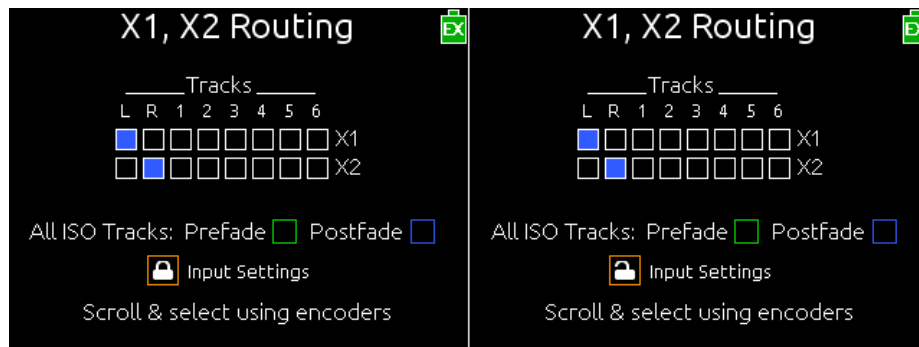 X1, X2 Routing
EX
Tracks
L R 1 2 3 4 5 6
X1
X2
All ISO Tracks: Prefade Postfade
Input Settings
Scroll & select using encoders
X1, X2 Routing
Tracks
L R 1 2 3 4 5 6
X1
X2
All ISO Tracks: Prefade Postfade
Input Settings
Scroll & select using encoders